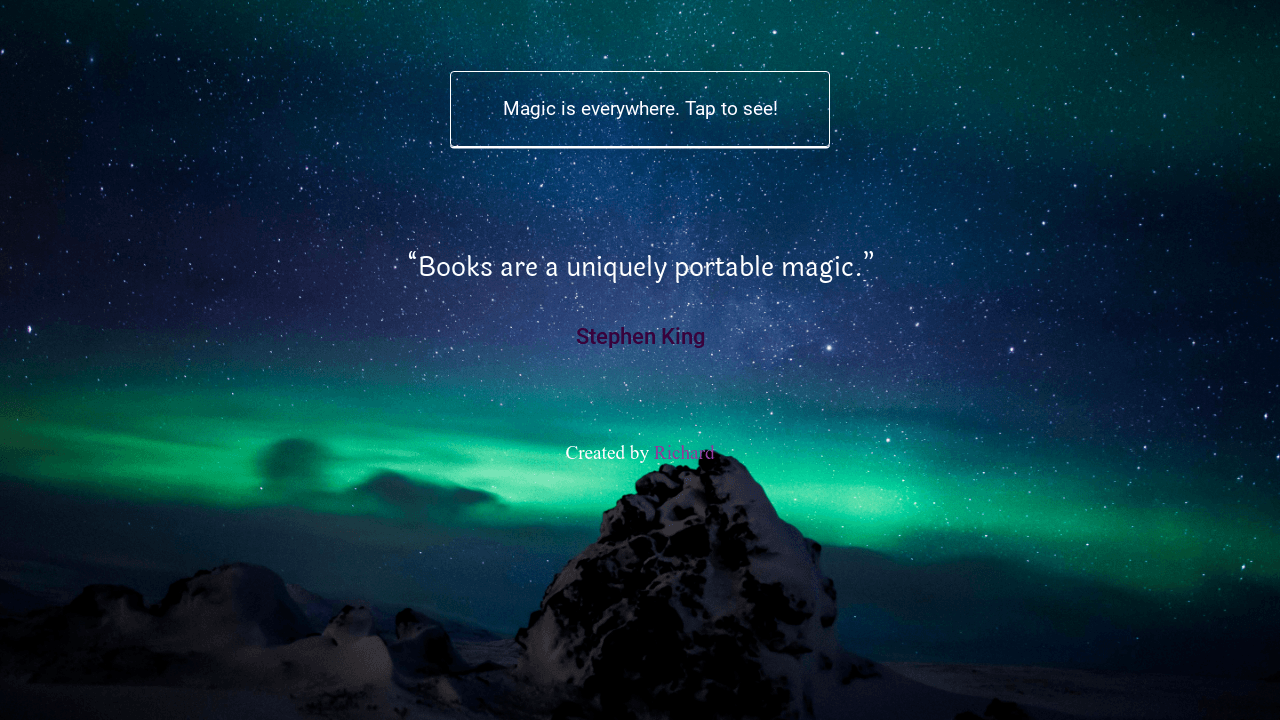 Magic is everywhere. Tap to see!
“Books are a uniquely portable magic.”
Stephen King
Created by Richard